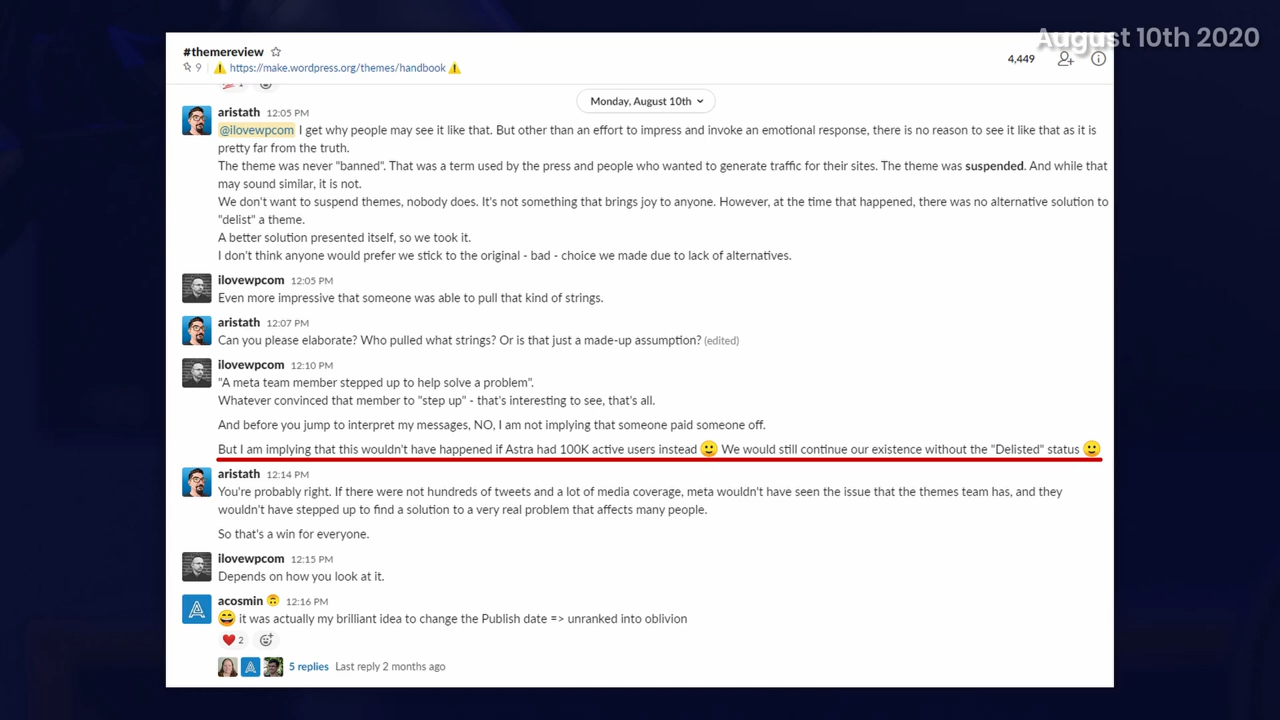 August 10th 2020
#themereview
9 | https://make.wordpress.org/themes/handbook
4,449
1
Monday, August 10th
aristath 12:05 PM
@ilovewpcom I get why people may see it like that. But other than an effort to impress and invoke an emotional response, there is no reason to see it like that as it is
pretty far from the truth.
The theme was never "banned". That was a term used by the press and people who wanted to generate traffic for their sites. The theme was suspended. And while that
may sound similar, it is not.
We don't want to suspend themes, nobody does. It's not something that brings joy to anyone. However, at the time that happened, there was no alternative solution to
"delist" a theme.
A better solution presented itself, so we took it.
I don't think anyone would prefer we stick to the original - bad - choice we made due to lack of alternatives.
ilovewpcom 12:05 PM
Even more impressive that someone was able to pull that kind of strings.
aristath 12:07 PM
Can you please elaborate? Who pulled what strings? Or is that just a made-up assumption? (edited)
ilovewpcom 12:10 PM
"A meta team member stepped up to help solve a problem".
Whatever convinced that member to "step up" - that's interesting to see, that's all.
And before you jump to interpret my messages, NO, I am not implying that someone paid someone off.
But I am implying that this wouldn't have happened if Astra had 100K active users instead 🙂 We would still continue our existence without the "Delisted" status 🙂
aristath 12:14 PM
You're probably right. If there were not hundreds of tweets and a lot of media coverage, meta wouldn't have seen the issue that the themes team has, and they
wouldn't have stepped up to find a solution to a very real problem that affects many people.
So that's a win for everyone.
ilovewpcom 12:15 PM
Depends on how you look at it.
acosmin 🙃 12:16 PM
😄 it was actually my brilliant idea to change the Publish date => unranked into oblivion
❤️ 2
5 replies Last reply 2 months ago